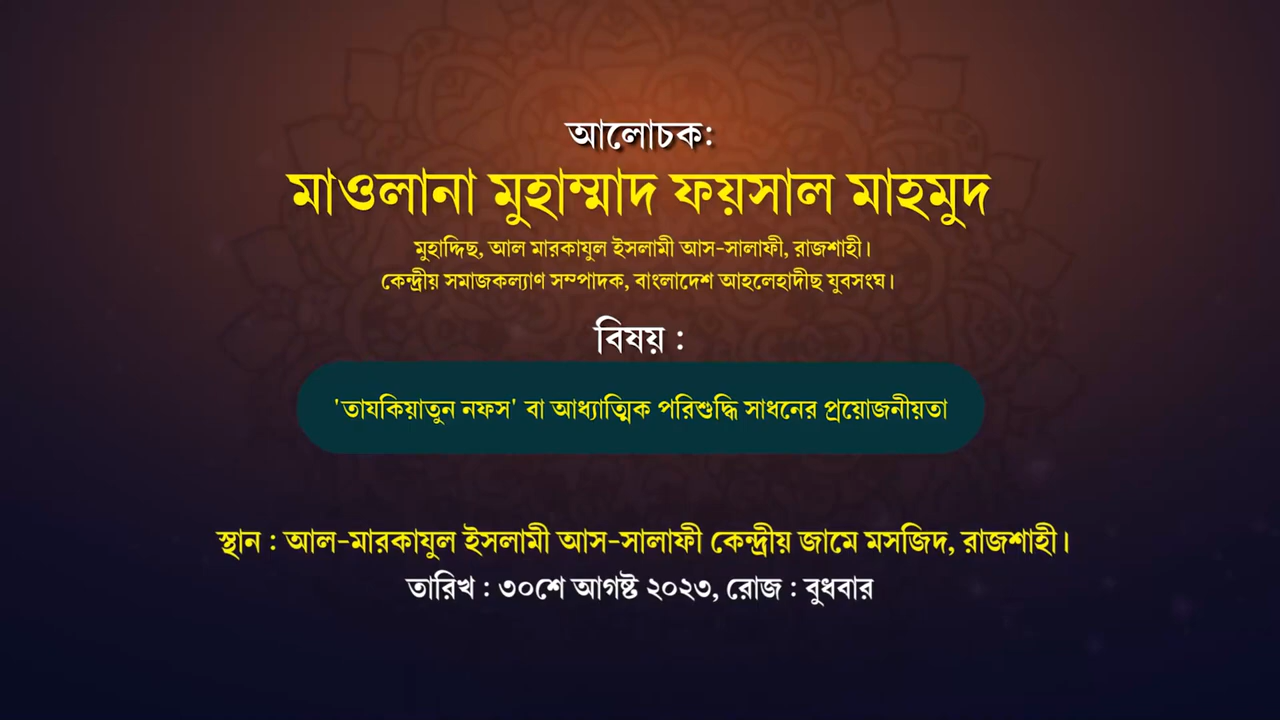 আলোচক:
মাওলানা মুহাম্মাদ ফয়সাল মাহমুদ
মুহাদ্দিছ, আল মারকাযুল ইসলামী আস-সালাফী, রাজশাহী।
কেন্দ্রীয় সমাজকল্যাণ সম্পাদক, বাংলাদেশ আহলেহাদীছ যুবসংঘ।
বিষয় :
'তাযকিয়াতুন নফস' বা আধ্যাত্মিক পরিশুদ্ধি সাধনের প্রয়োজনীয়তা
স্থান : আল-মারকাযুল ইসলামী আস-সালাফী কেন্দ্রীয় জামে মসজিদ, রাজশাহী।
তারিখ : ৩০শে আগষ্ট ২০২৩, রোজ : বুধবার